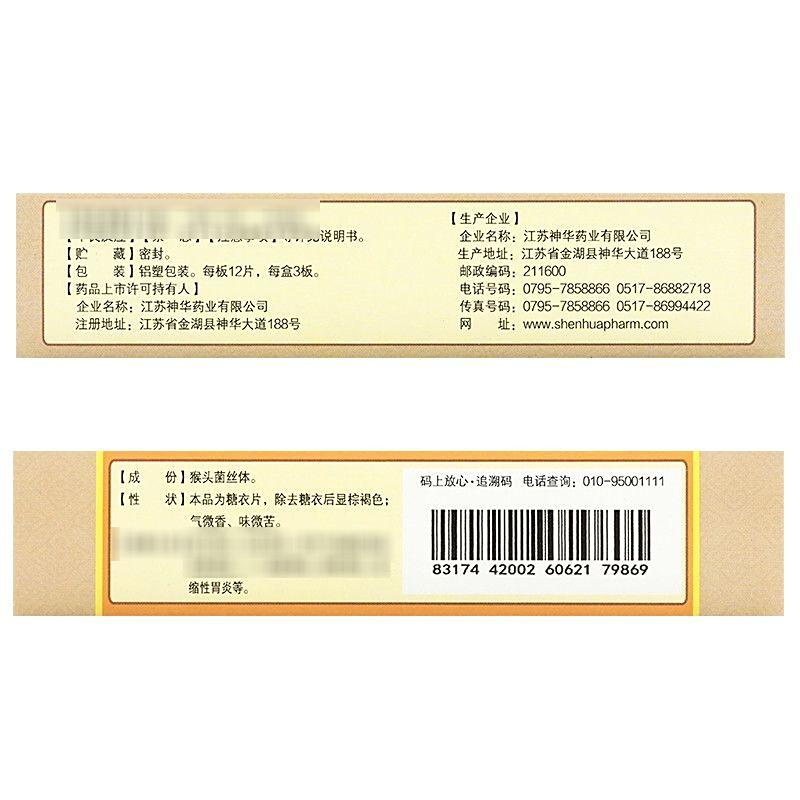 说明书。
【贮　　藏】密封。
【包　　装】铝塑包装。每板12片，每盒3板。
【药品上市许可持有人】
企业名称：江苏神华药业有限公司
注册地址：江苏省金湖县神华大道188号
【生产企业】
企业名称：江苏神华药业有限公司
生产地址：江苏省金湖县神华大道188号
邮政编码：211600
电话号码：0795-7858866 0517-86882718
传真号码：0795-7858866 0517-86994422
网　　址：www.shenhuapharm.com
【成　　份】猴头菌丝体。
【性　　状】本品为糖衣片，除去糖衣后显棕褐色；
气微香、味微苦。
缩性胃炎等。
码上放心·追溯码 电话查询：010-95001111
83174 42002 60621 79869